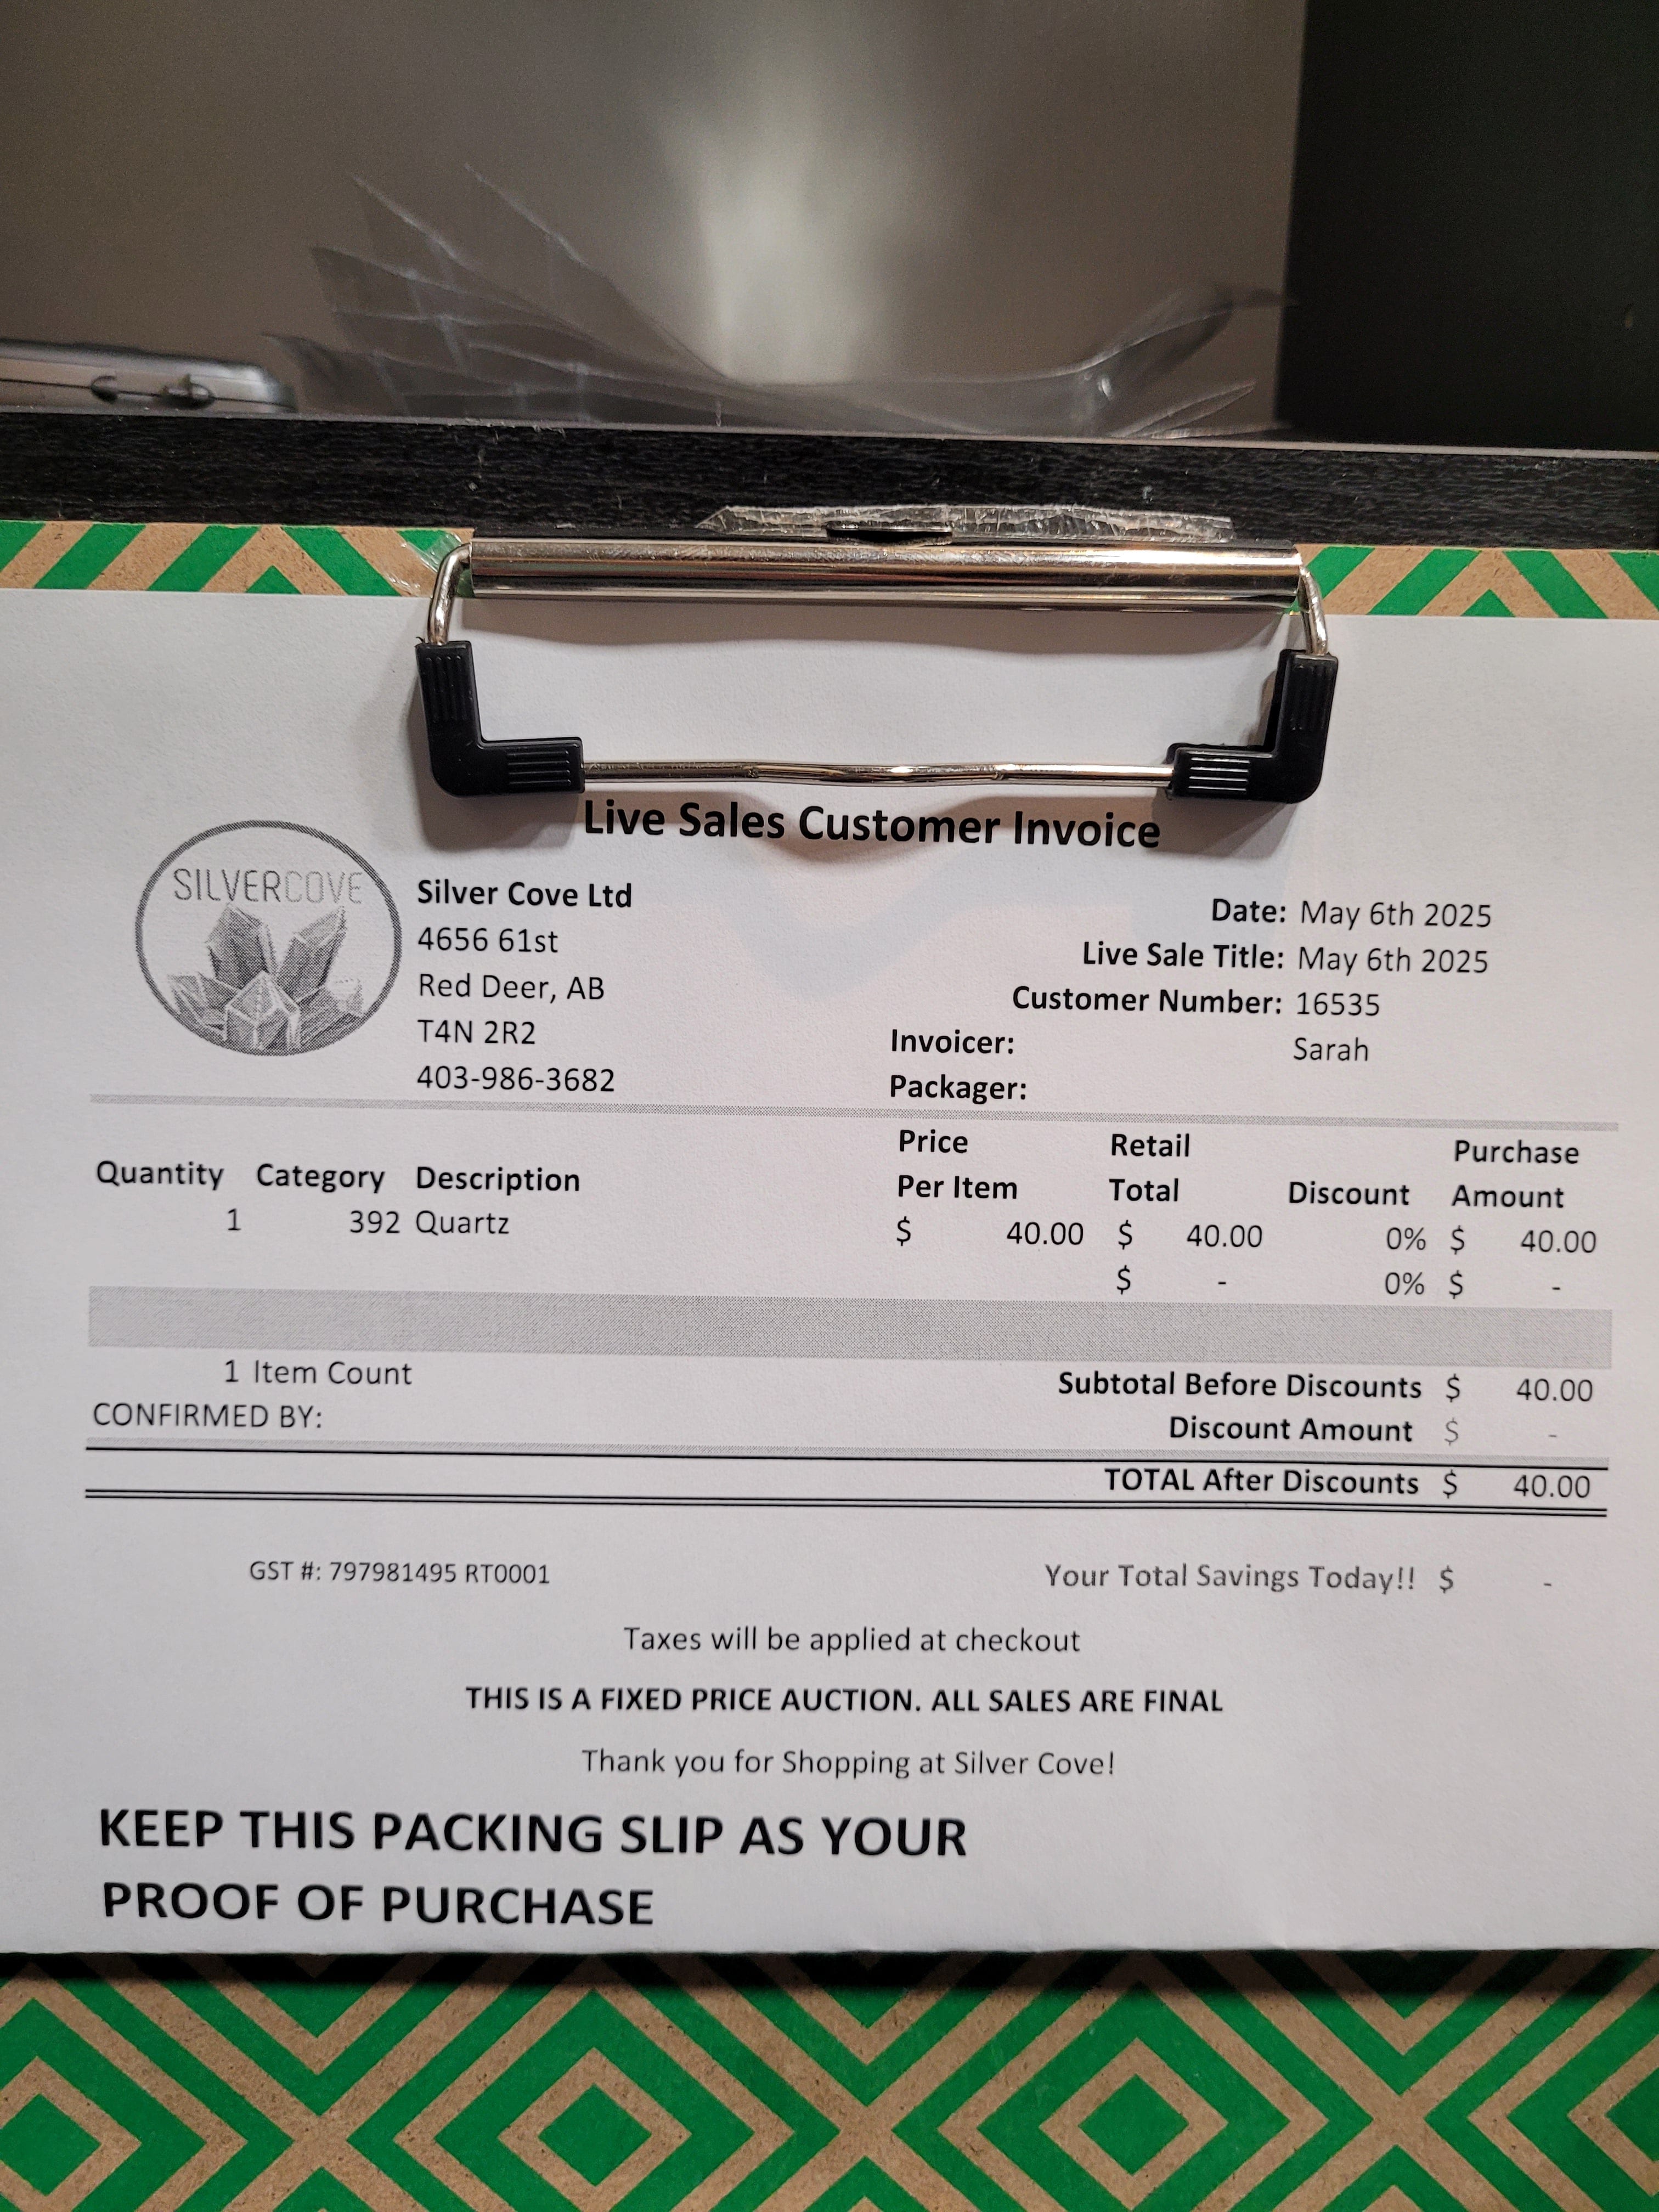 Live Sales Customer Invoice
SILVERCOVE
Silver Cove Ltd
4656 61st
Red Deer, AB
T4N 2R2
403-986-3682
Date: May 6th 2025
Live Sale Title: May 6th 2025
Customer Number: 16535
Invoicer: Sarah
Packager:
Quantity Category Description Price Per Item Retail Total Discount Purchase Amount
1 392 Quartz $ 40.00 $ 40.00 0% $ 40.00
$ - 0% $ -
1 Item Count
Subtotal Before Discounts $ 40.00
CONFIRMED BY:
Discount Amount $ -
TOTAL After Discounts $ 40.00
GST #: 797981495 RT0001
Your Total Savings Today!! $ -
Taxes will be applied at checkout
THIS IS A FIXED PRICE AUCTION. ALL SALES ARE FINAL
Thank you for Shopping at Silver Cove!
KEEP THIS PACKING SLIP AS YOUR
PROOF OF PURCHASE